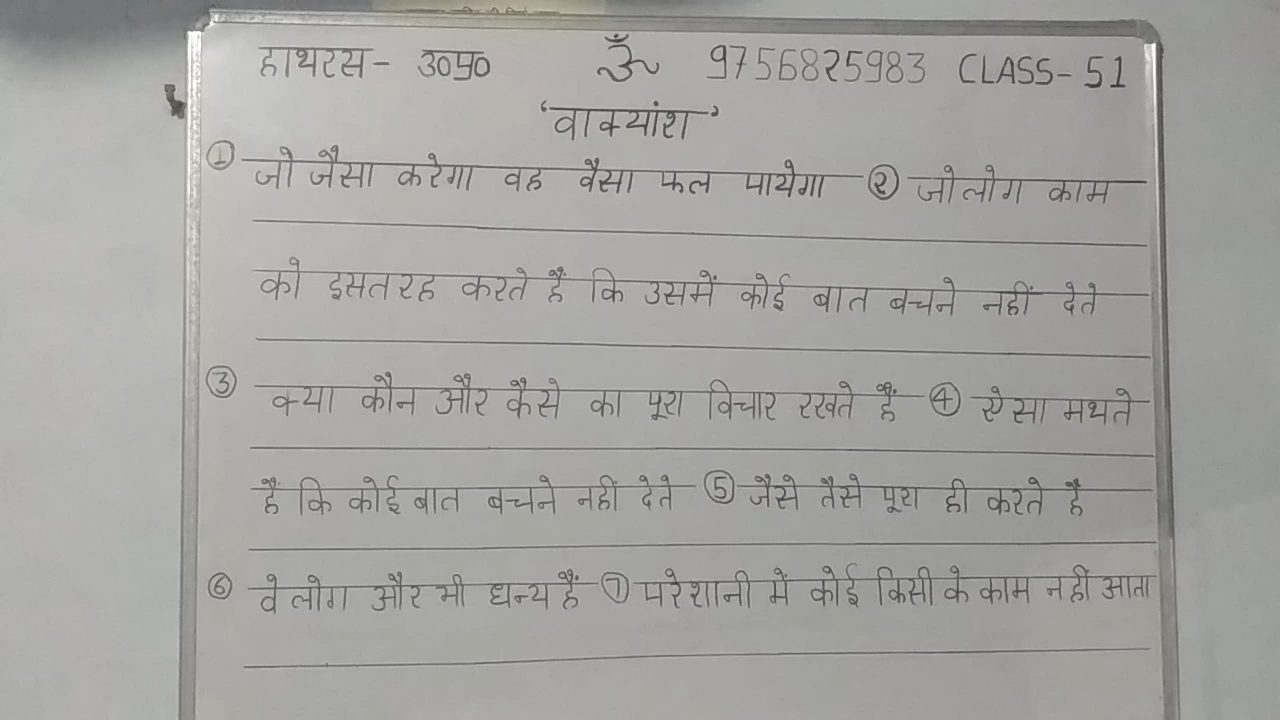 हाथरस- उ०प्र० ॐ 9756825983 CLASS-51
'वाक्यांश'
① जो जैसा करेगा वह वैसा फल पायेगा ② जो लोग काम
को इसतरह करते हैं कि उसमें कोई बात बचने नहीं देते
③ क्या कौन और कैसे का पूरा विचार रखते हैं ④ ऐसा मथते
हैं कि कोई बात बचने नहीं देते ⑤ जैसे तैसे पूरा ही करते हैं
⑥ वे लोग और भी धन्य हैं ⑦ परेशानी में कोई किसी के काम नहीं आता